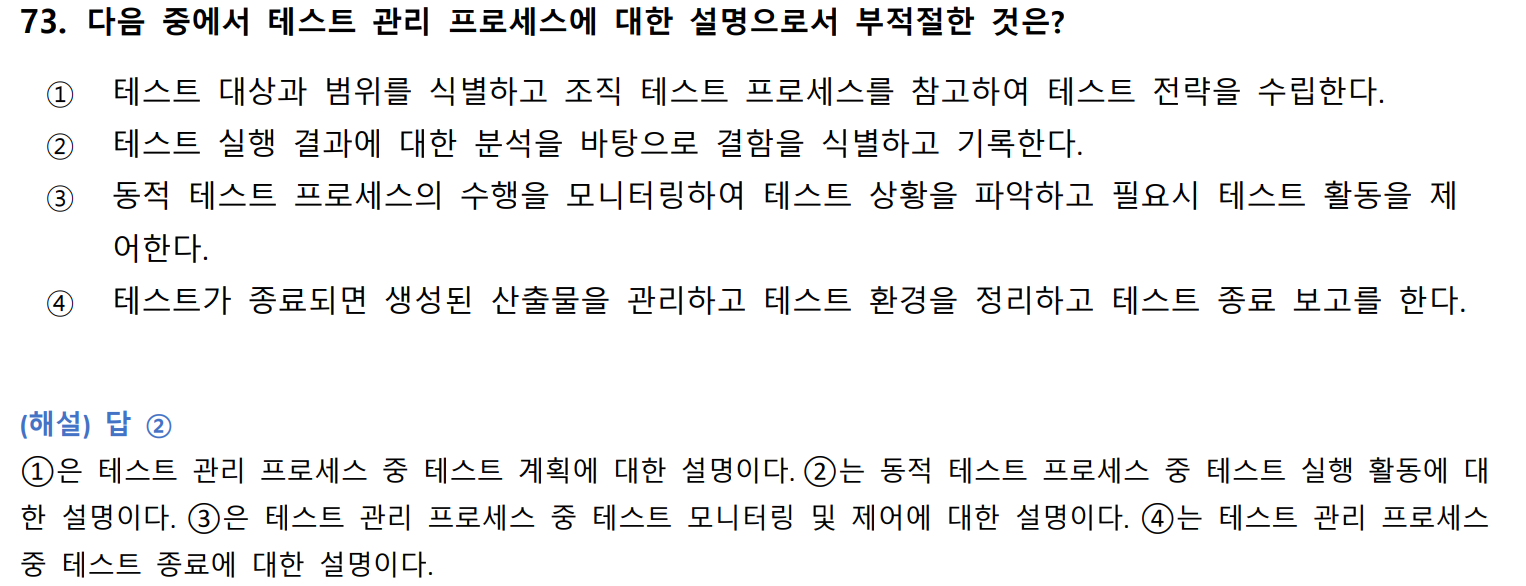 73. 다음 중에서 테스트 관리 프로세스에 대한 설명으로서 부적절한 것은?
① 테스트 대상과 범위를 식별하고 조직 테스트 프로세스를 참고하여 테스트 전략을 수립한다.
② 테스트 실행 결과에 대한 분석을 바탕으로 결함을 식별하고 기록한다.
③ 동적 테스트 프로세스의 수행을 모니터링하여 테스트 상황을 파악하고 필요시 테스트 활동을 제
어한다.
④ 테스트가 종료되면 생성된 산출물을 관리하고 테스트 환경을 정리하고 테스트 종료 보고를 한다.
(해설) 답 ②
①은 테스트 관리 프로세스 중 테스트 계획에 대한 설명이다. ②는 동적 테스트 프로세스 중 테스트 실행 활동에 대
한 설명이다. ③은 테스트 관리 프로세스 중 테스트 모니터링 및 제어에 대한 설명이다. ④는 테스트 관리 프로세스
중 테스트 종료에 대한 설명이다.